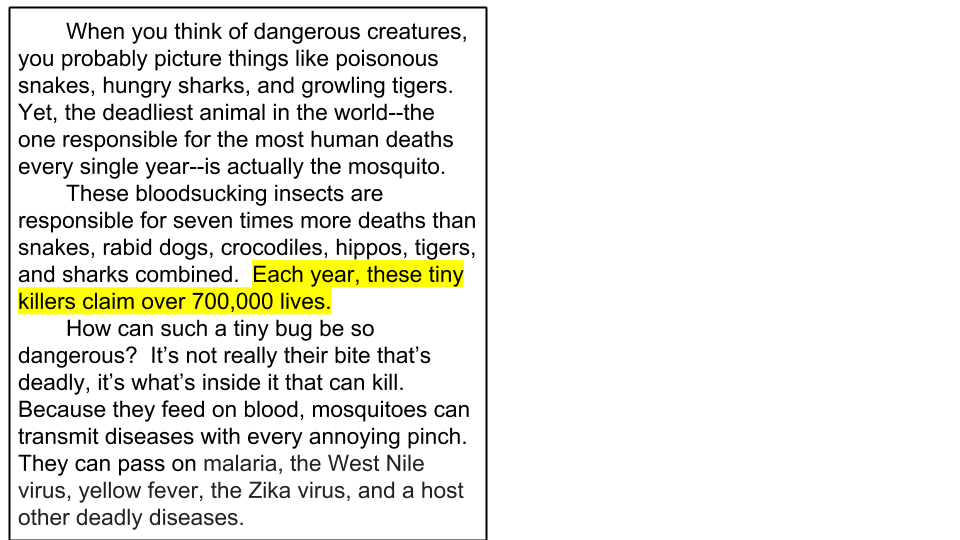 When you think of dangerous creatures,
you probably picture things like poisonous
snakes, hungry sharks, and growling tigers.
Yet, the deadliest animal in the world--the
one responsible for the most human deaths
every single year--is actually the mosquito.
These bloodsucking insects are
responsible for seven times more deaths than
snakes, rabid dogs, crocodiles, hippos, tigers,
and sharks combined.  Each year, these tiny
killers claim over 700,000 lives.
How can such a tiny bug be so
dangerous?  It’s not really their bite that’s
deadly, it’s what’s inside it that can kill.
Because they feed on blood, mosquitoes can
transmit diseases with every annoying pinch.
They can pass on malaria, the West Nile
virus, yellow fever, the Zika virus, and a host
other deadly diseases.